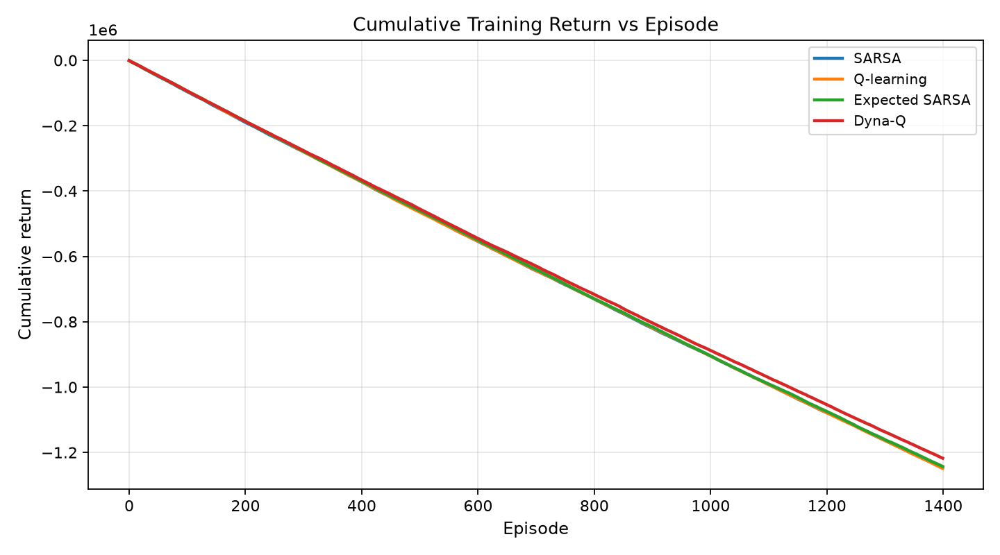 Cumulative Training Return vs Episode
1e6
0.0
−0.2
−0.4
−0.6
−0.8
−1.0
−1.2
Cumulative return
SARSA
Q-learning
Expected SARSA
Dyna-Q
0 200 400 600 800 1000 1200 1400
Episode